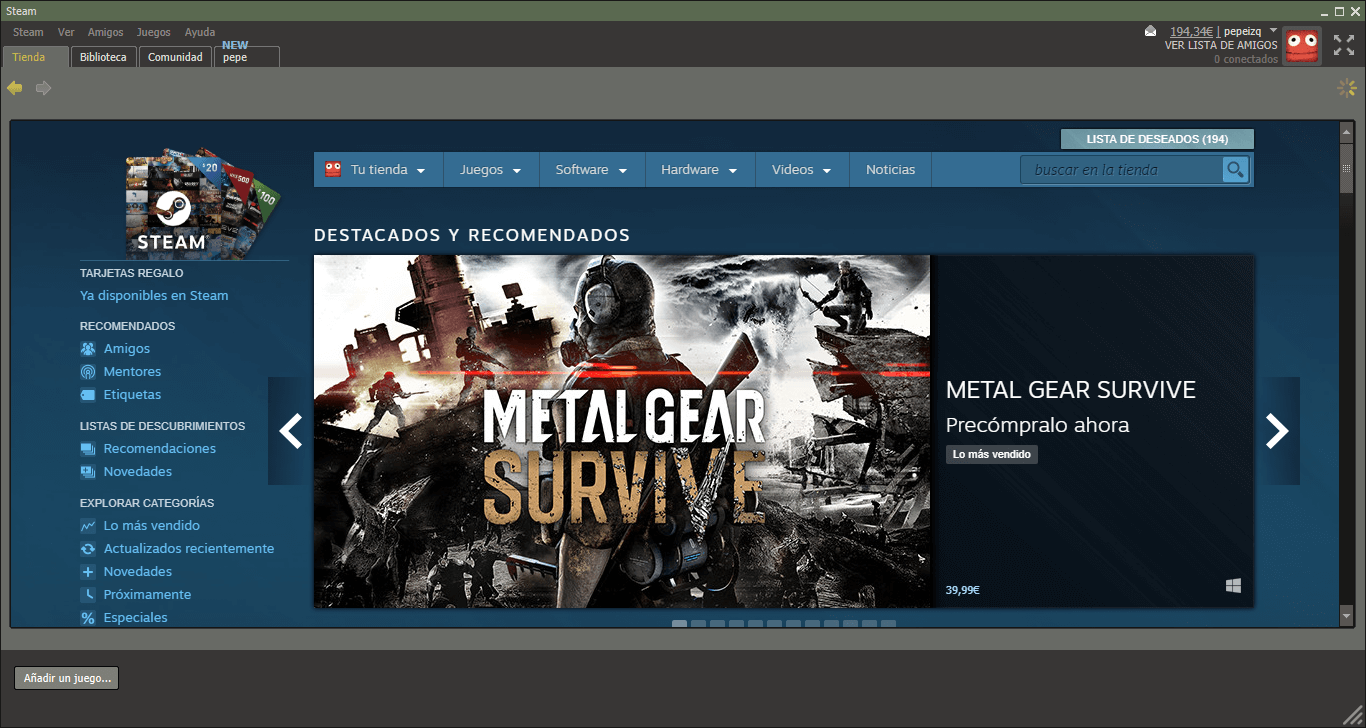 Steam
Steam Ver Amigos Juegos Ayuda
194,34€ | pepeizq
VER LISTA DE AMIGOS
0 conectados
NEW
Tienda Biblioteca Comunidad pepe
LISTA DE DESEADOS (194)
Tu tienda Juegos Software Hardware Videos Noticias buscar en la tienda
$20
$500
$100
STEAM
TARJETAS REGALO
Ya disponibles en Steam
RECOMENDADOS
Amigos
Mentores
Etiquetas
LISTAS DE DESCUBRIMIENTOS
Recomendaciones
Novedades
EXPLORAR CATEGORÍAS
Lo más vendido
Actualizados recientemente
Novedades
Próximamente
Especiales
DESTACADOS Y RECOMENDADOS
METAL GEAR
SURVIVE
METAL GEAR SURVIVE
Precómpralo ahora
Lo más vendido
39,99€
Añadir un juego...